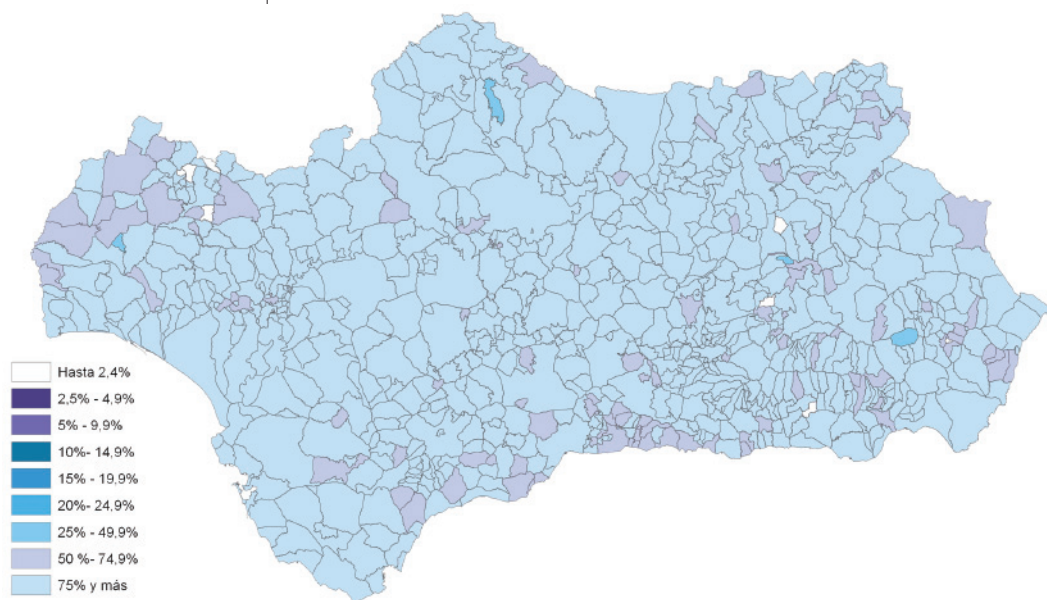 Hasta 2,4%
2,5% - 4,9%
5% - 9,9%
10%- 14,9%
15% - 19,9%
20%- 24,9%
25% - 49,9%
50 %- 74,9%
75% y más